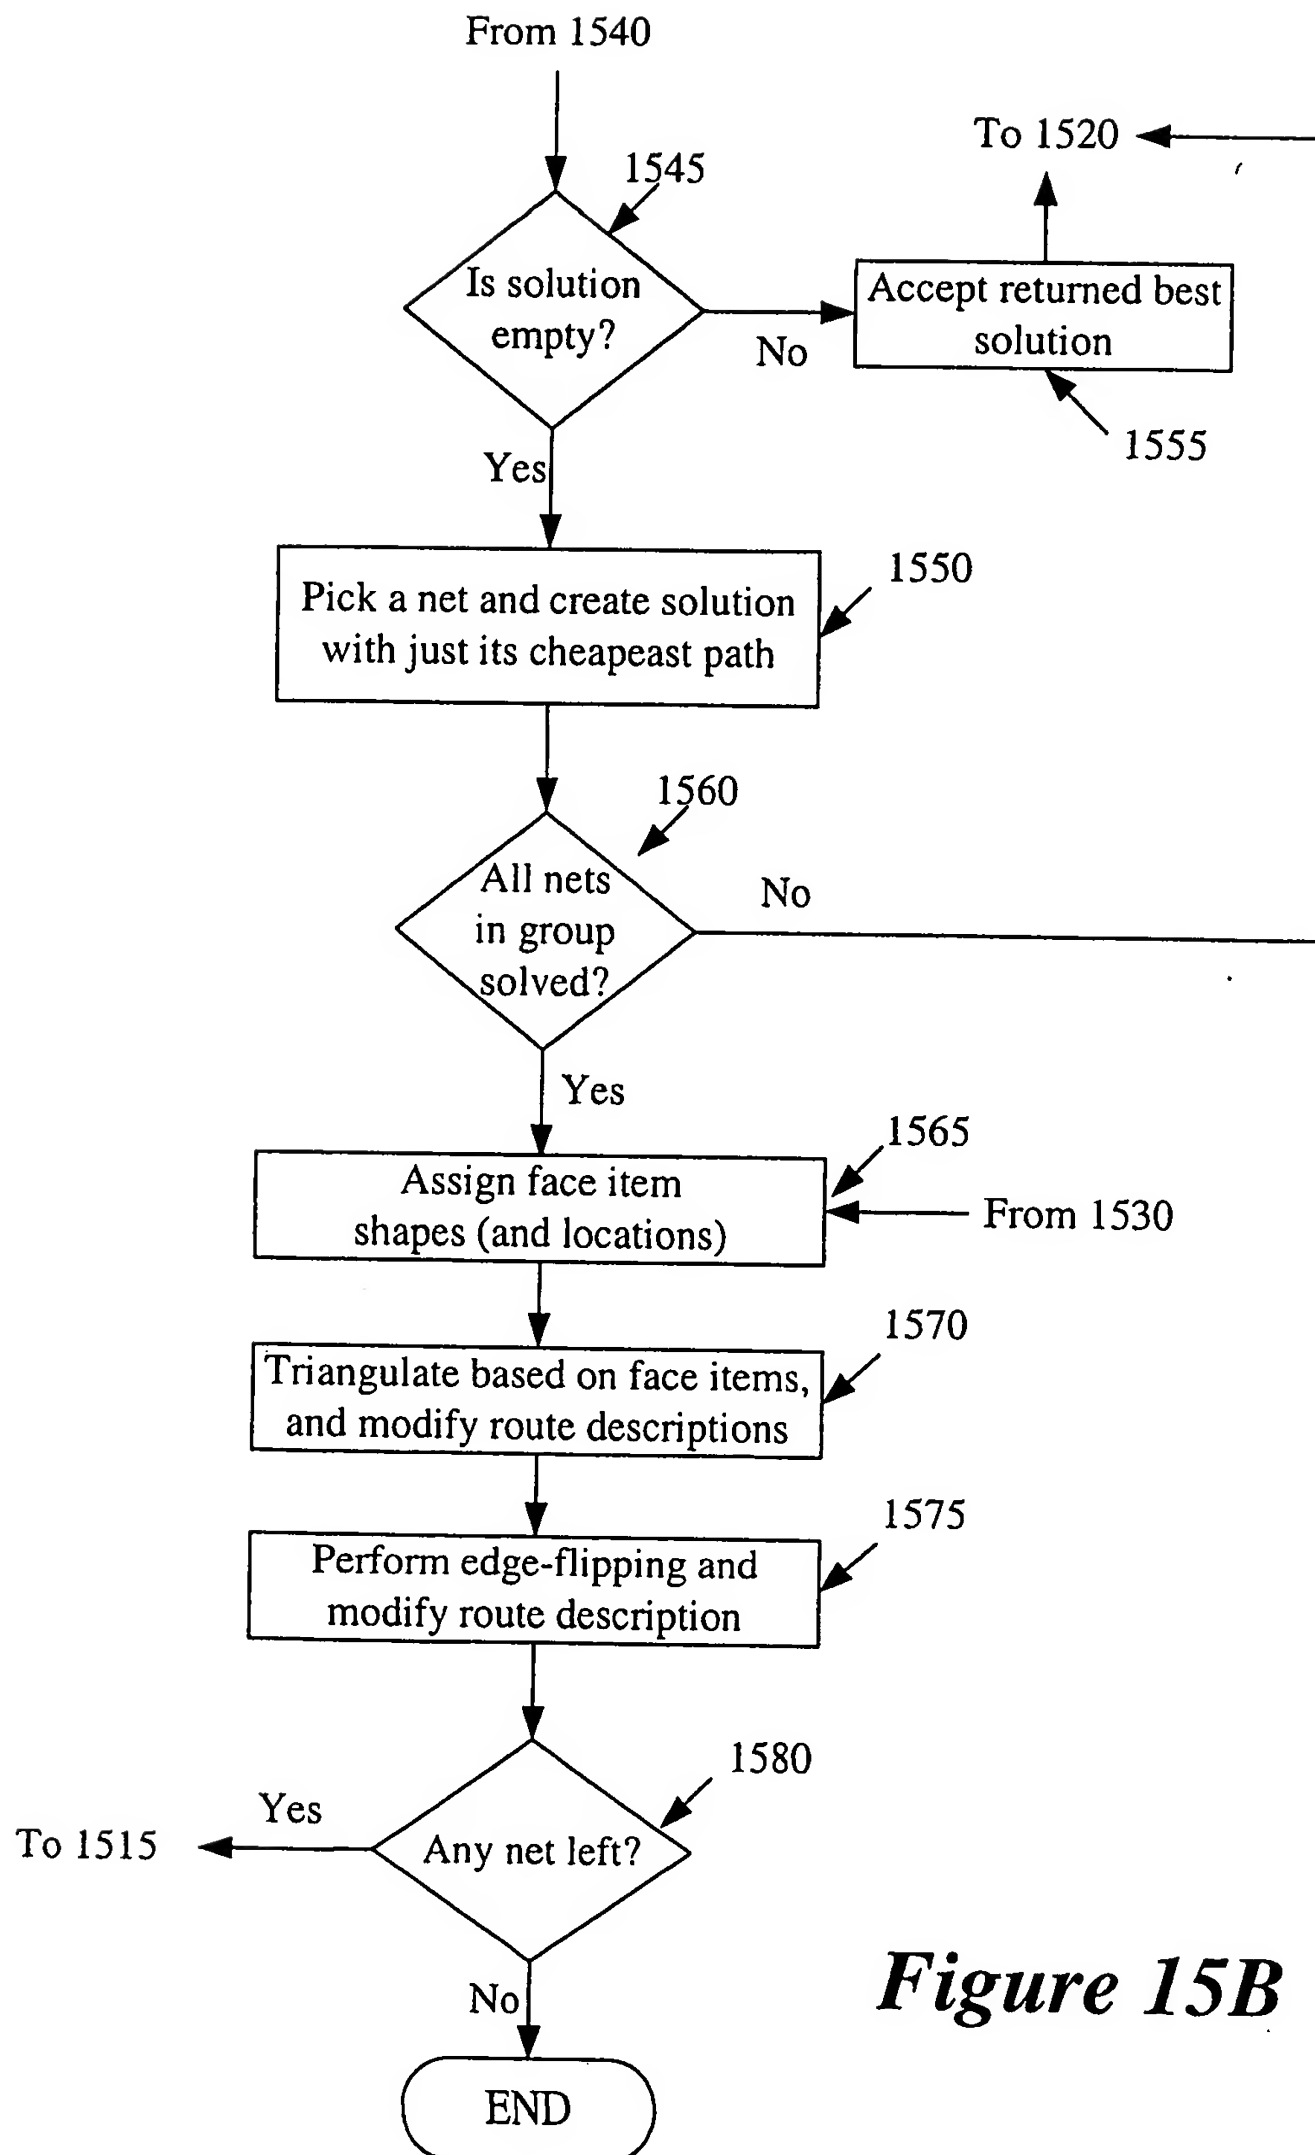 From 1540
To 1520
1545
Is solution
empty?
No
Accept returned best
solution
1555
Yes
Pick a net and create solution
with just its cheapeast path
1550
1560
All nets
in group
solved?
No
Yes
1565
Assign face item
shapes (and locations)
From 1530
1570
Triangulate based on face items,
and modify route descriptions
1575
Perform edge-flipping and
modify route description
1580
Yes
To 1515
Any net left?
No
Figure 15B
END